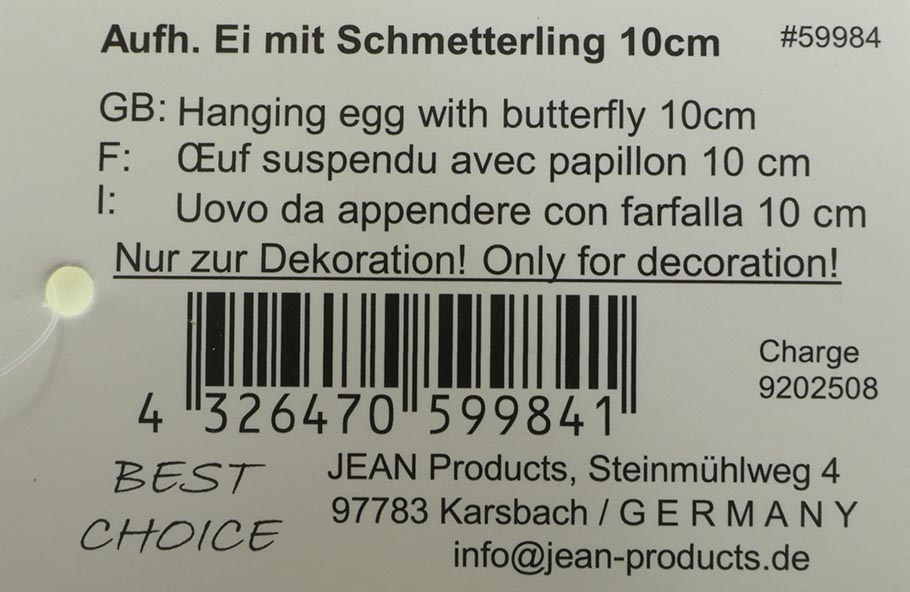 Aufh. Ei mit Schmetterling 10cm #59984
GB: Hanging egg with butterfly 10cm
F: Œuf suspendu avec papillon 10 cm
I: Uovo da appendere con farfalla 10 cm
Nur zur Dekoration! Only for decoration!
Charge
9202508
4 326470 599841
BEST
CHOICE
JEAN Products, Steinmühlweg 4
97783 Karsbach / G E R M A N Y
info@jean-products.de